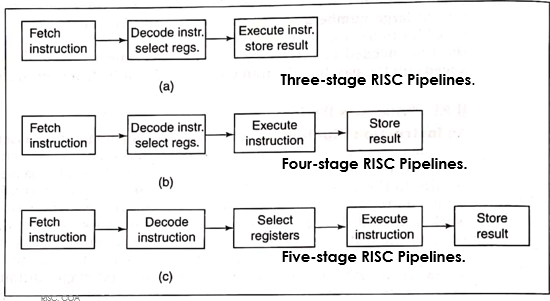 Fetch
instruction
Decode instr.
select regs.
Execute instr.
store result
(a)
Three-stage RISC Pipelines.
Fetch
instruction
Decode instr.
select regs.
Execute
instruction
Store
result
(b)
Four-stage RISC Pipelines.
Fetch
instruction
Decode
instruction
Select
registers
Execute
instruction
Store
result
(c)
Five-stage RISC Pipelines.
RISC, COA